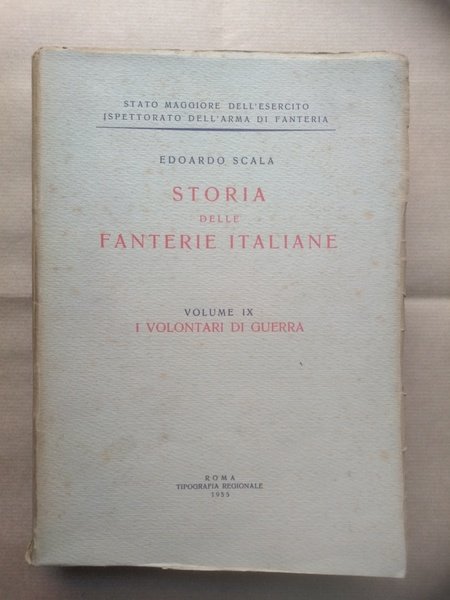 STATO MAGGIORE DELL'ESERCITO
ISPETTORATO DELL'ARMA DI FANTERIA
EDOARDO SCALA
STORIA
DELLE
FANTERIE ITALIANE
VOLUME IX
I VOLONTARI DI GUERRA
ROMA
TIPOGRAFIA REGIONALE
1955